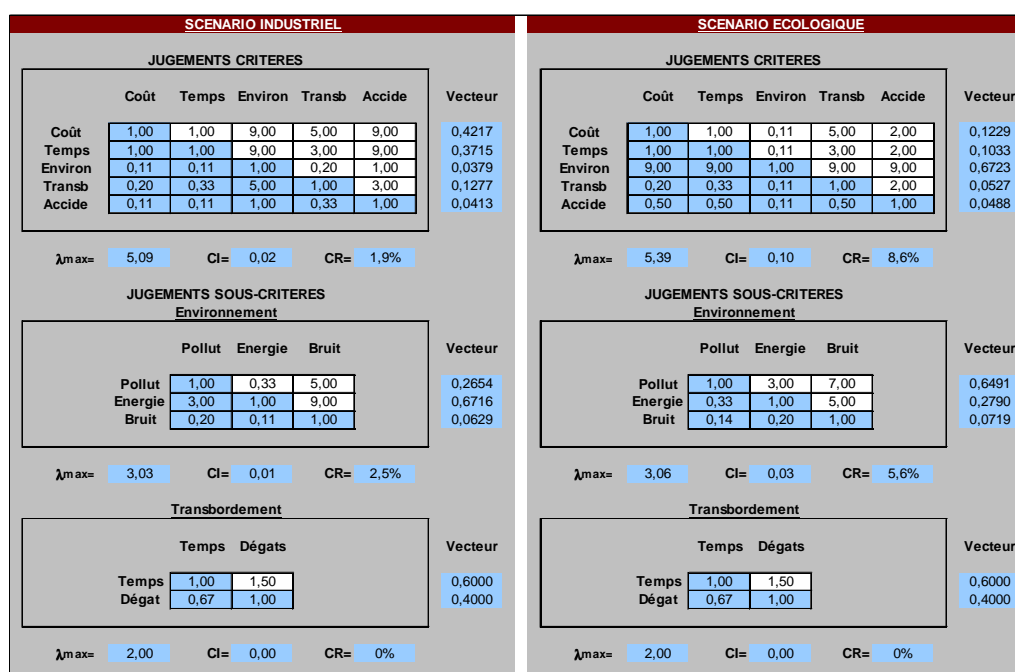 SCENARIO INDUSTRIEL
JUGEMENTS CRITERES
Coût Temps Environ Transb Accide Vecteur
Coût 1,00 1,00 9,00 5,00 9,00 0,4217
Temps 1,00 1,00 9,00 3,00 9,00 0,3715
Environ 0,11 0,11 1,00 0,20 1,00 0,0379
Transb 0,20 0,33 5,00 1,00 3,00 0,1277
Accide 0,11 0,11 1,00 0,33 1,00 0,0413
λmax= 5,09 CI= 0,02 CR= 1,9%
JUGEMENTS SOUS-CRITERES
Environnement
Pollut Energie Bruit Vecteur
Pollut 1,00 0,33 5,00 0,2654
Energie 3,00 1,00 9,00 0,6716
Bruit 0,20 0,11 1,00 0,0629
λmax= 3,03 CI= 0,01 CR= 2,5%
Transbordement
Temps Dégats Vecteur
Temps 1,00 1,50 0,6000
Dégat 0,67 1,00 0,4000
λmax= 2,00 CI= 0,00 CR= 0%
SCENARIO ECOLOGIQUE
JUGEMENTS CRITERES
Coût Temps Environ Transb Accide Vecteur
Coût 1,00 1,00 0,11 5,00 2,00 0,1229
Temps 1,00 1,00 0,11 3,00 2,00 0,1033
Environ 9,00 9,00 1,00 9,00 9,00 0,6723
Transb 0,20 0,33 0,11 1,00 2,00 0,0527
Accide 0,50 0,50 0,11 0,50 1,00 0,0488
λmax= 5,39 CI= 0,10 CR= 8,6%
JUGEMENTS SOUS-CRITERES
Environnement
Pollut Energie Bruit Vecteur
Pollut 1,00 3,00 7,00 0,6491
Energie 0,33 1,00 5,00 0,2790
Bruit 0,14 0,20 1,00 0,0719
λmax= 3,06 CI= 0,03 CR= 5,6%
Transbordement
Temps Dégats Vecteur
Temps 1,00 1,50 0,6000
Dégat 0,67 1,00 0,4000
λmax= 2,00 CI= 0,00 CR= 0%